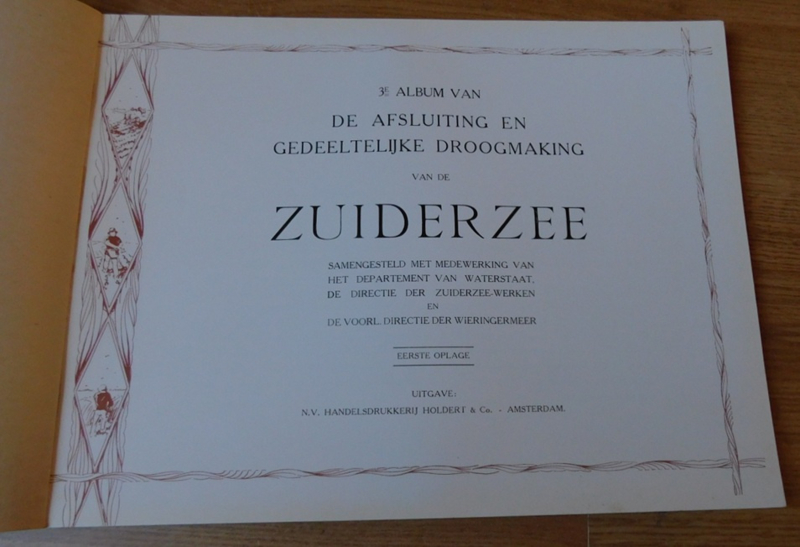 3E ALBUM VAN
DE AFSLUITING EN
GEDEELTELIJKE DROOGMAKING
VAN DE
ZUIDERZEE
SAMENGESTELD MET MEDEWERKING VAN
HET DEPARTEMENT VAN WATERSTAAT,
DE DIRECTIE DER ZUIDERZEE-WERKEN
EN
DE VOORL. DIRECTIE DER WiERINGERMEER
EERSTE OPLAGE
UITGAVE:
N.V. HANDELSDRUKKERIJ HOLDERT & Co. - AMSTERDAM.